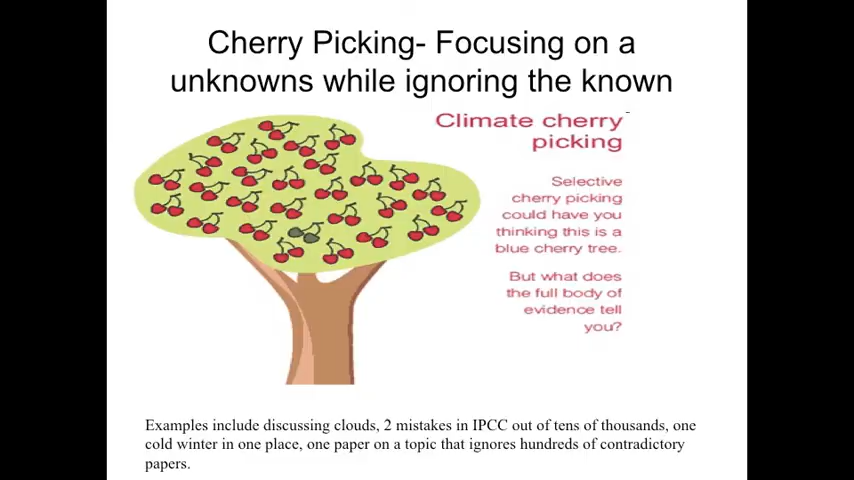 Cherry Picking- Focusing on a
unknowns while ignoring the known
Climate cherry
picking
Selective
cherry picking
could have you
thinking this is a
blue cherry tree.
But what does
the full body of
evidence tell
you?
Examples include discussing clouds, 2 mistakes in IPCC out of tens of thousands, one
cold winter in one place, one paper on a topic that ignores hundreds of contradictory
papers.